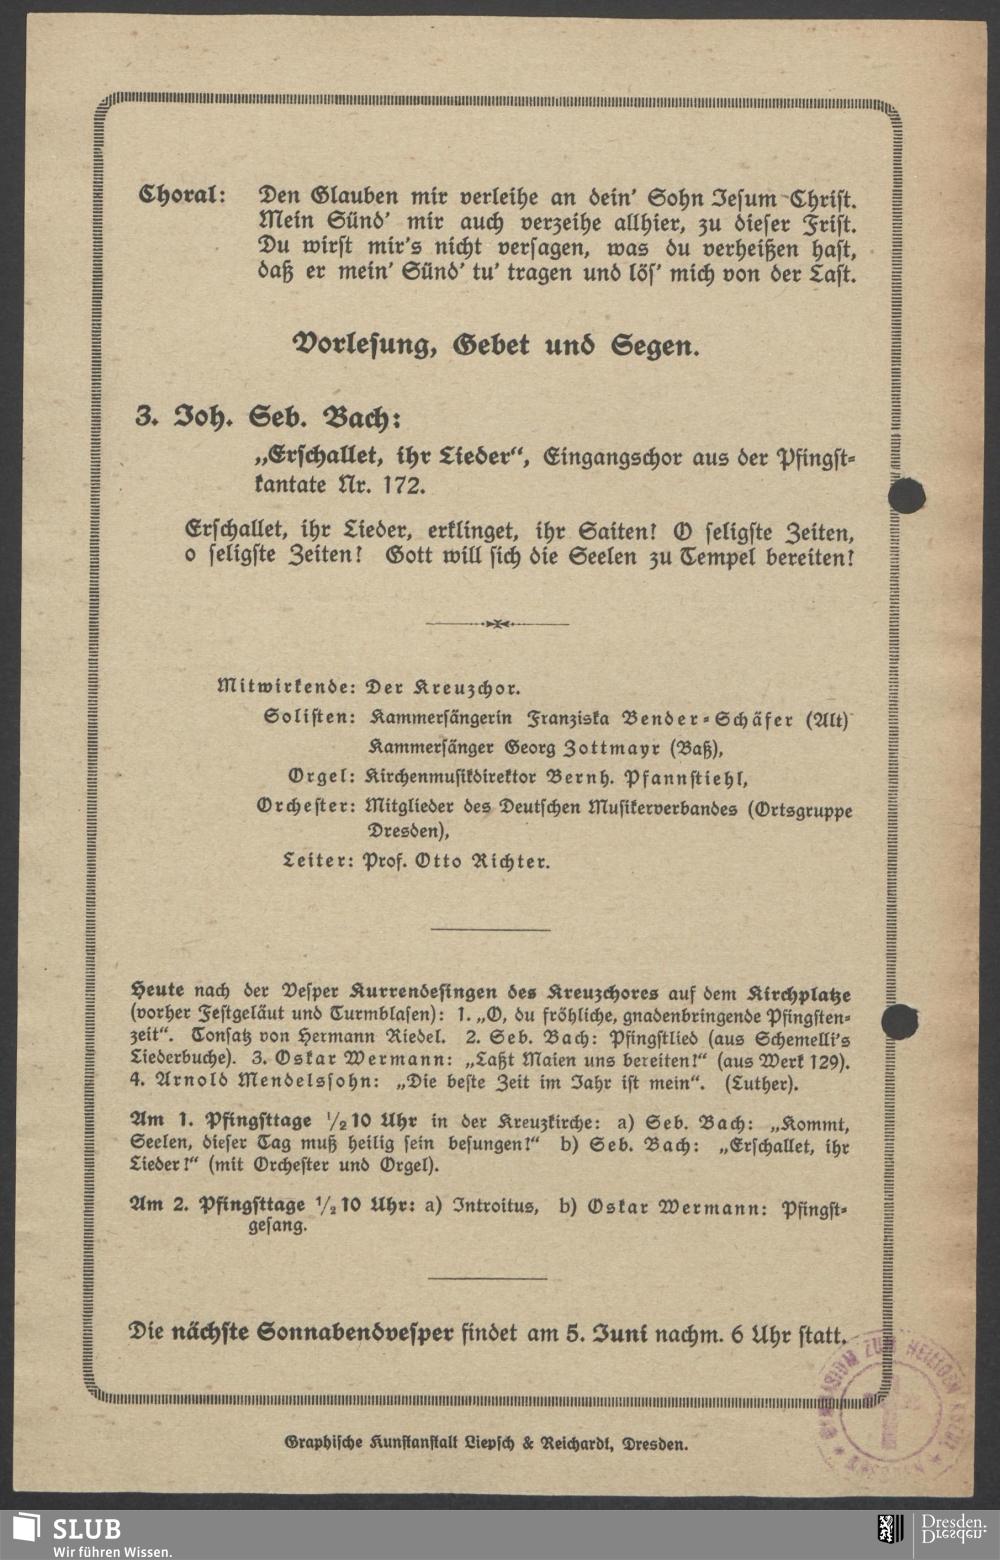 Choral: Den Glauben mir verleihe an dein' Sohn Jesum Christ.
Mein Sünd' mir auch verzeihe allhier, zu dieser Frist.
Du wirst mir's nicht versagen, was du verheißen hast,
daß er mein' Sünd' tu' tragen und lös' mich von der Last.
Vorlesung, Gebet und Segen.
3. Joh. Seb. Bach:
„Erschallet, ihr Lieder“, Eingangschor aus der Pfingst-
kantate Nr. 172.
Erschallet, ihr Lieder, erklinget, ihr Saiten! O seligste Zeiten,
o seligste Zeiten! Gott will sich die Seelen zu Tempel bereiten!
Mitwirkende: Der Kreuzchor.
Solisten: Kammersängerin Franziska Bender-Schäfer (Alt)
Kammersänger Georg Zottmayr (Baß),
Orgel: Kirchenmusikdirektor Bernh. Pfannstiehl,
Orchester: Mitglieder des Deutschen Musikerverbandes (Ortsgruppe
Dresden),
Leiter: Prof. Otto Richter.
Heute nach der Vesper Kurrendesingen des Kreuzchores auf dem Kirchplatze
(vorher Festgeläut und Turmblasen): 1. „O, du fröhliche, gnadenbringende Pfingsten-
zeit“. Tonsatz von Hermann Riedel. 2. Seb. Bach: Pfingstlied (aus Schemelli's
Liederbuche). 3. Oskar Wermann: „Laßt Maien uns bereiten!“ (aus Werk 129).
4. Arnold Mendelssohn: „Die beste Zeit im Jahr ist mein“. (Luther).
Am 1. Pfingsttage 1/2 10 Uhr in der Kreuzkirche: a) Seb. Bach: „Kommt,
Seelen, dieser Tag muß heilig sein besungen!“ b) Seb. Bach: „Erschallet, ihr
Lieder!“ (mit Orchester und Orgel).
Am 2. Pfingsttage 1/2 10 Uhr: a) Introitus, b) Oskar Wermann: Pfingst-
gesang.
Die nächste Sonnabendvesper findet am 5. Juni nachm. 6 Uhr statt.
Graphische Kunstanstalt Liepsch & Reichardt, Dresden.
ZUM HEILIGEN
SLUB
Wir führen Wissen.
Dresden.
Dresden.